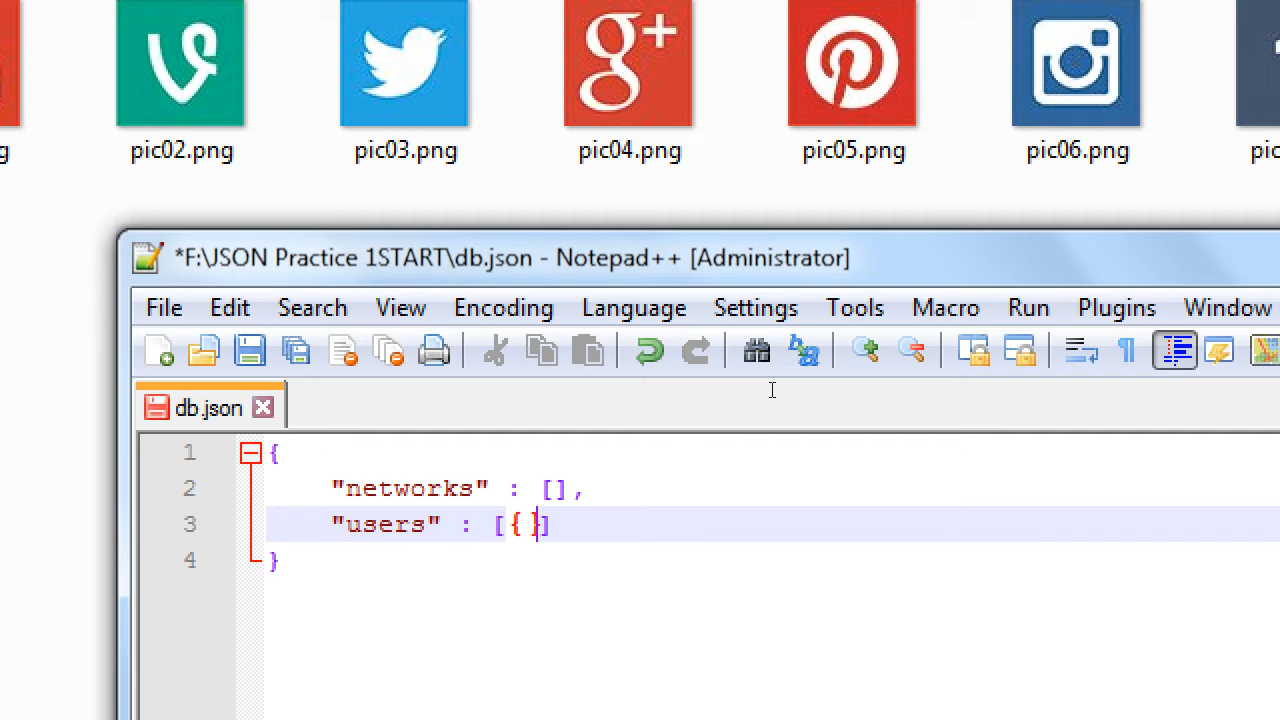 g+
g pic02.png pic03.png pic04.png pic05.png pic06.png pic
*F:\JSON Practice 1START\db.json - Notepad++ [Administrator]
File Edit Search View Encoding Language Settings Tools Macro Run Plugins Window
db.json
1 {
2 "networks" : [],
3 "users" : [{ }]
4 }